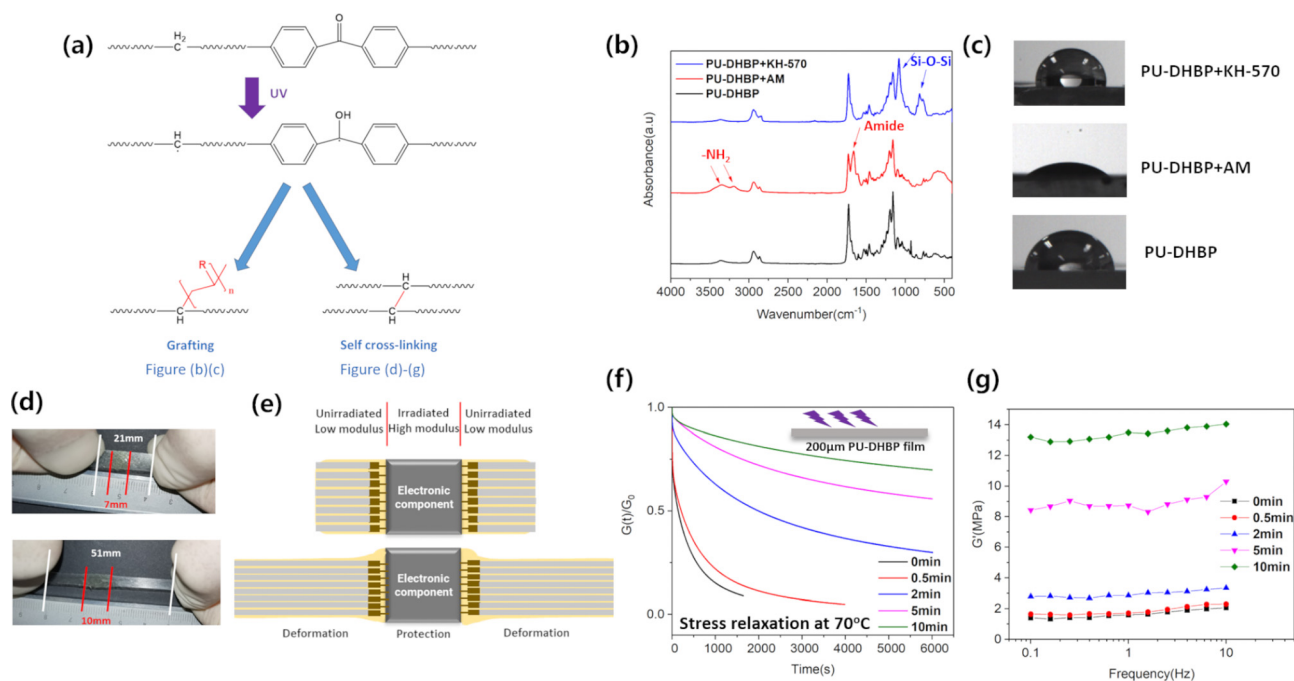 (a)
H2
C
O
UV
H
C
OH
R
n
C
H
Grafting
Figure (b)(c)
H
C
C
H
Self cross-linking
Figure (d)-(g)
(b)
PU-DHBP+KH-570
PU-DHBP+AM
PU-DHBP
Si-O-Si
Amide
-NH2
Absorbance(a.u)
4000 3500 3000 2500 2000 1500 1000 500
Wavenumber(cm-1)
(c)
PU-DHBP+KH-570
PU-DHBP+AM
PU-DHBP
(d)
21mm
7mm
51mm
10mm
(e)
Unirradiated
Low modulus
Irradiated
High modulus
Unirradiated
Low modulus
Electronic
component
Electronic
component
Deformation
Protection
Deformation
(f)
1.0
0.5
0.0
G(t)/G0
200μm PU-DHBP film
0min
0.5min
2min
5min
10min
Stress relaxation at 70°C
0 1000 2000 3000 4000 5000 6000
Time(s)
(g)
14
12
10
8
6
4
2
0
G'(MPa)
0min
0.5min
2min
5min
10min
0.1 1 10
Frequency(Hz)